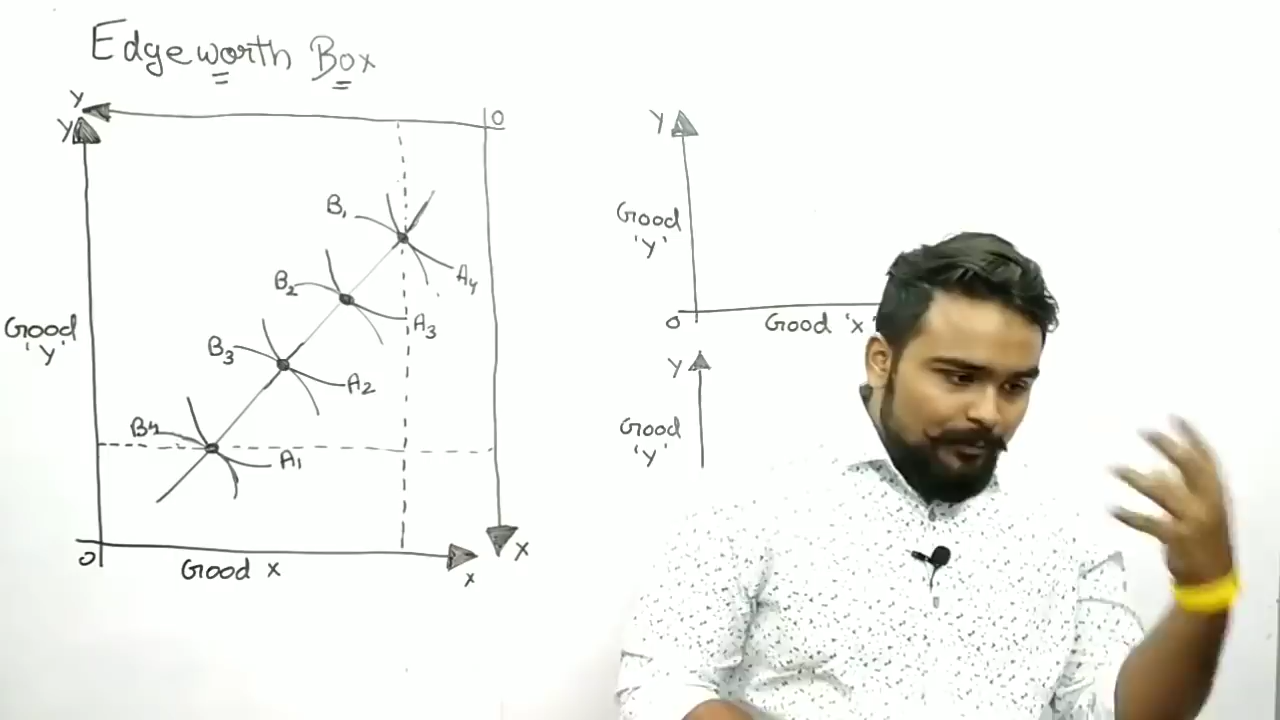 Edgeworth Box
y
y
0
B1
A4
B2
A3
Good
'y'
B3
A2
B4
A1
0
Good x
x
x
y
Good
'y'
0
Good 'x'
y
Good
'y'